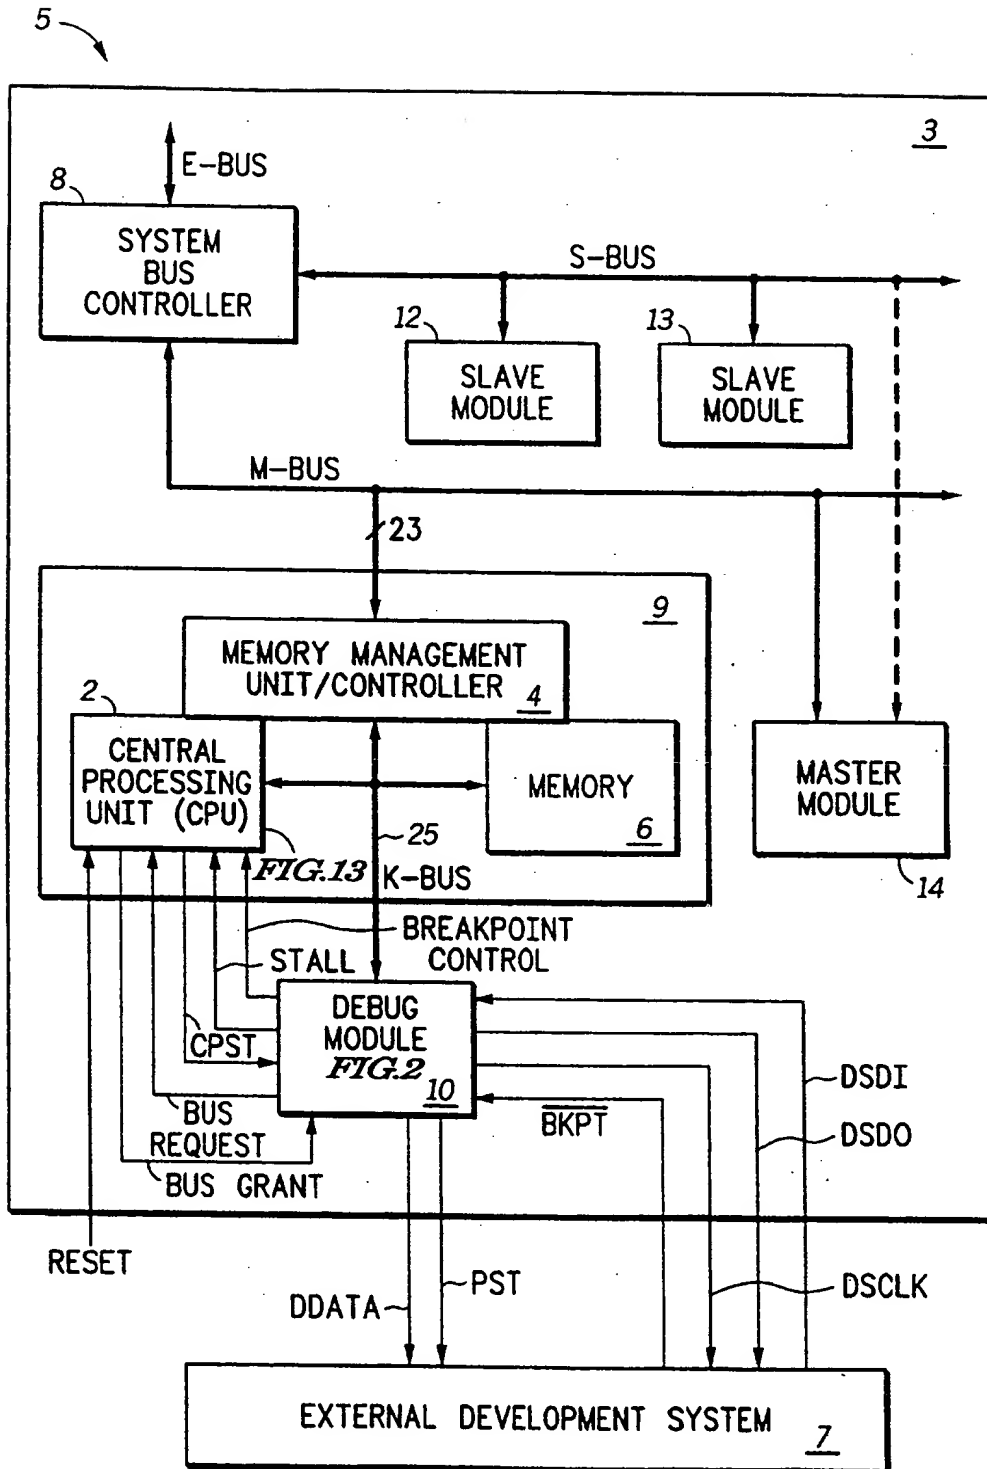 5
3
E-BUS
8
SYSTEM
BUS
CONTROLLER
S-BUS
12
SLAVE
MODULE
13
SLAVE
MODULE
M-BUS
23
9
MEMORY MANAGEMENT
UNIT/CONTROLLER
4
2
CENTRAL
PROCESSING
UNIT (CPU)
FIG.13
MEMORY
6
MASTER
MODULE
14
25
K-BUS
BREAKPOINT
CONTROL
STALL
CPST
BUS
REQUEST
BUS GRANT
DEBUG
MODULE
FIG.2
10
BKPT
DSDI
DSDO
RESET
DDATA
PST
DSCLK
EXTERNAL DEVELOPMENT SYSTEM
7